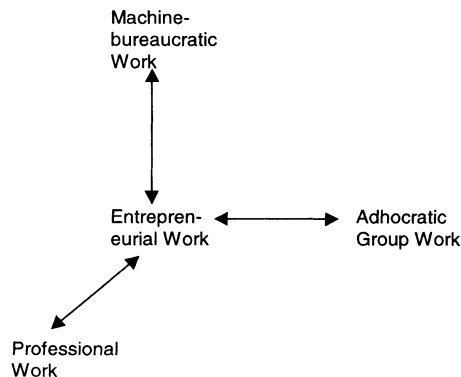 Machine-
bureaucratic
Work
Entrepren-
eurial Work
Adhocratic
Group Work
Professional
Work